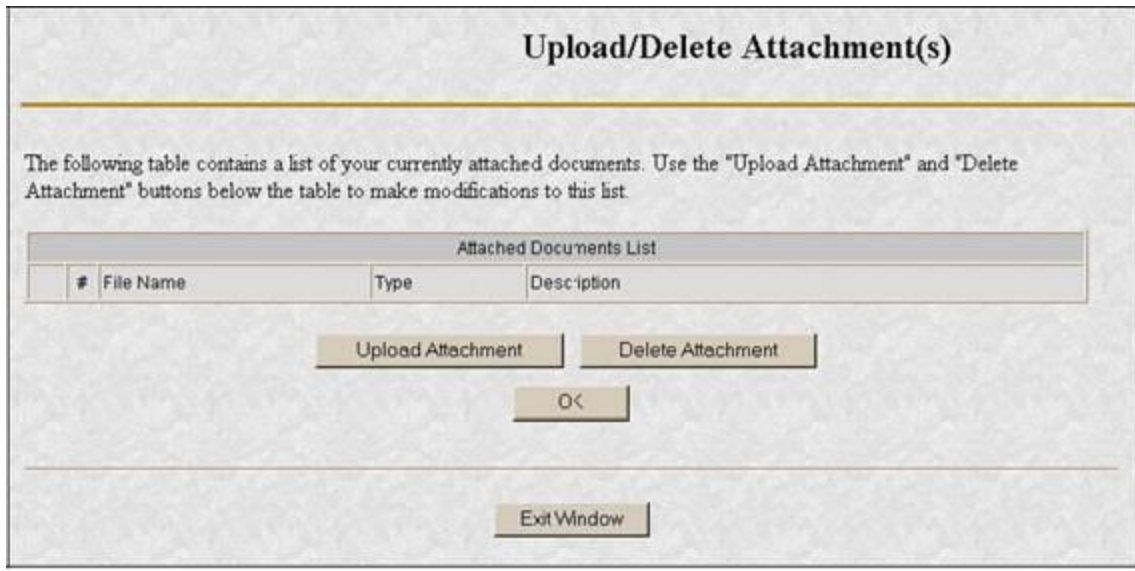 Upload/Delete Attachment(s)
The following table contains a list of your currently attached documents. Use the "Upload Attachment" and "Delete
Attachment" buttons below the table to make modifications to this list.
Attached Documents List
# File Name Type Description
Upload Attachment Delete Attachment
OK
Exit Window